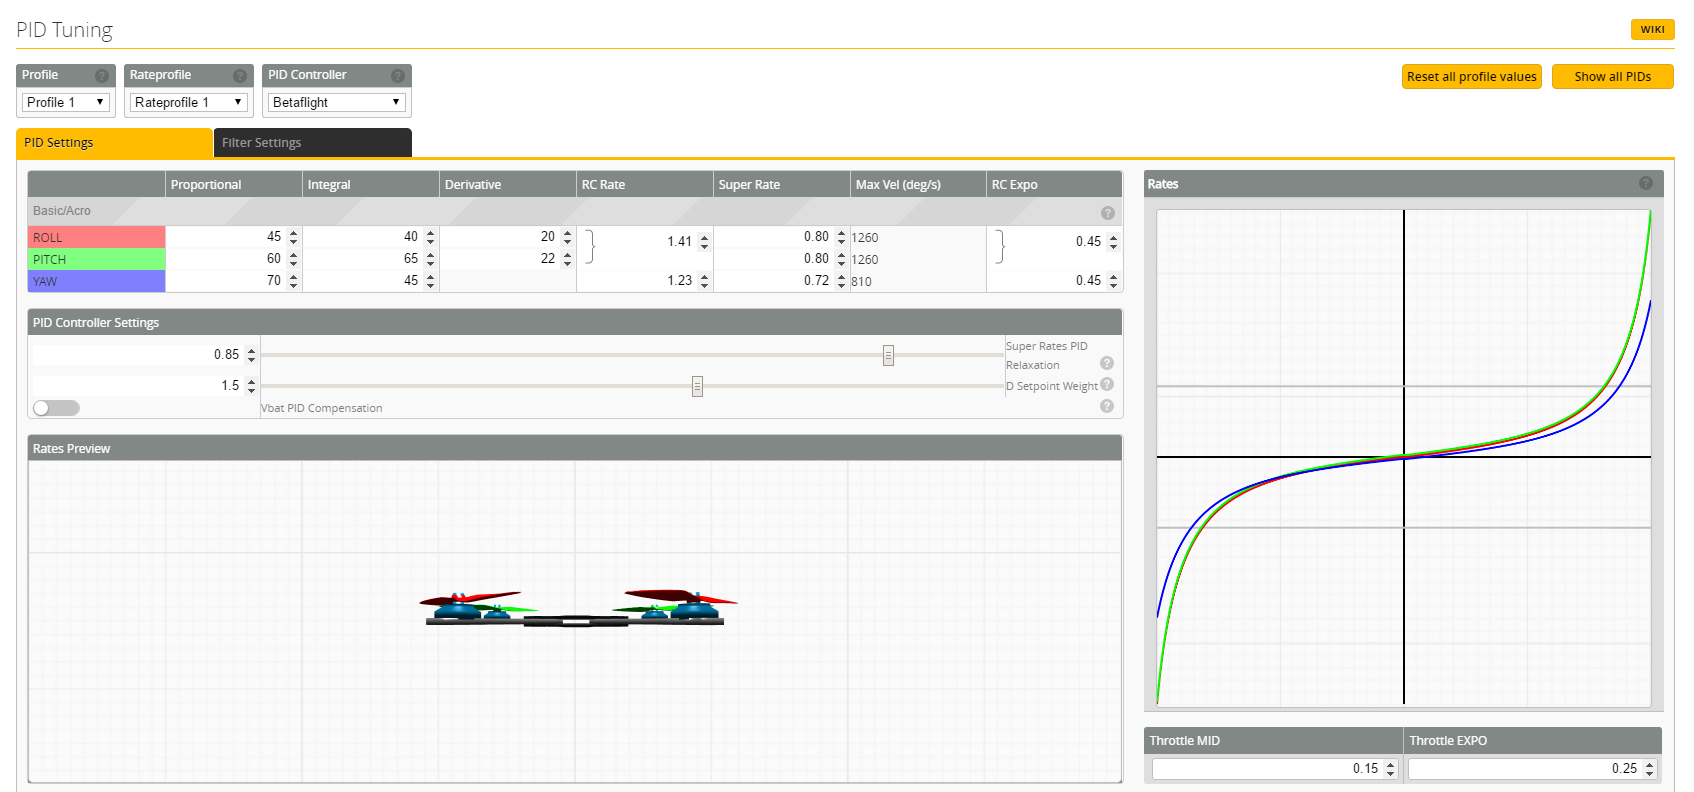 PID Tuning
WIKI
Profile ?
Rateprofile ?
PID Controller ?
Reset all profile values
Show all PIDs
Profile 1
Rateprofile 1
Betaflight
PID Settings
Filter Settings
Proportional Integral Derivative RC Rate Super Rate Max Vel (deg/s) RC Expo
Basic/Acro ?
ROLL 45 40 20 1.41 0.80 1260 0.45
PITCH 60 65 22 0.80 1260
YAW 70 45 1.23 0.72 810 0.45
PID Controller Settings
0.85 Super Rates PID
Relaxation ?
1.5 D Setpoint Weight ?
Vbat PID Compensation ?
Rates Preview
Rates ?
Throttle MID Throttle EXPO
0.15 0.25